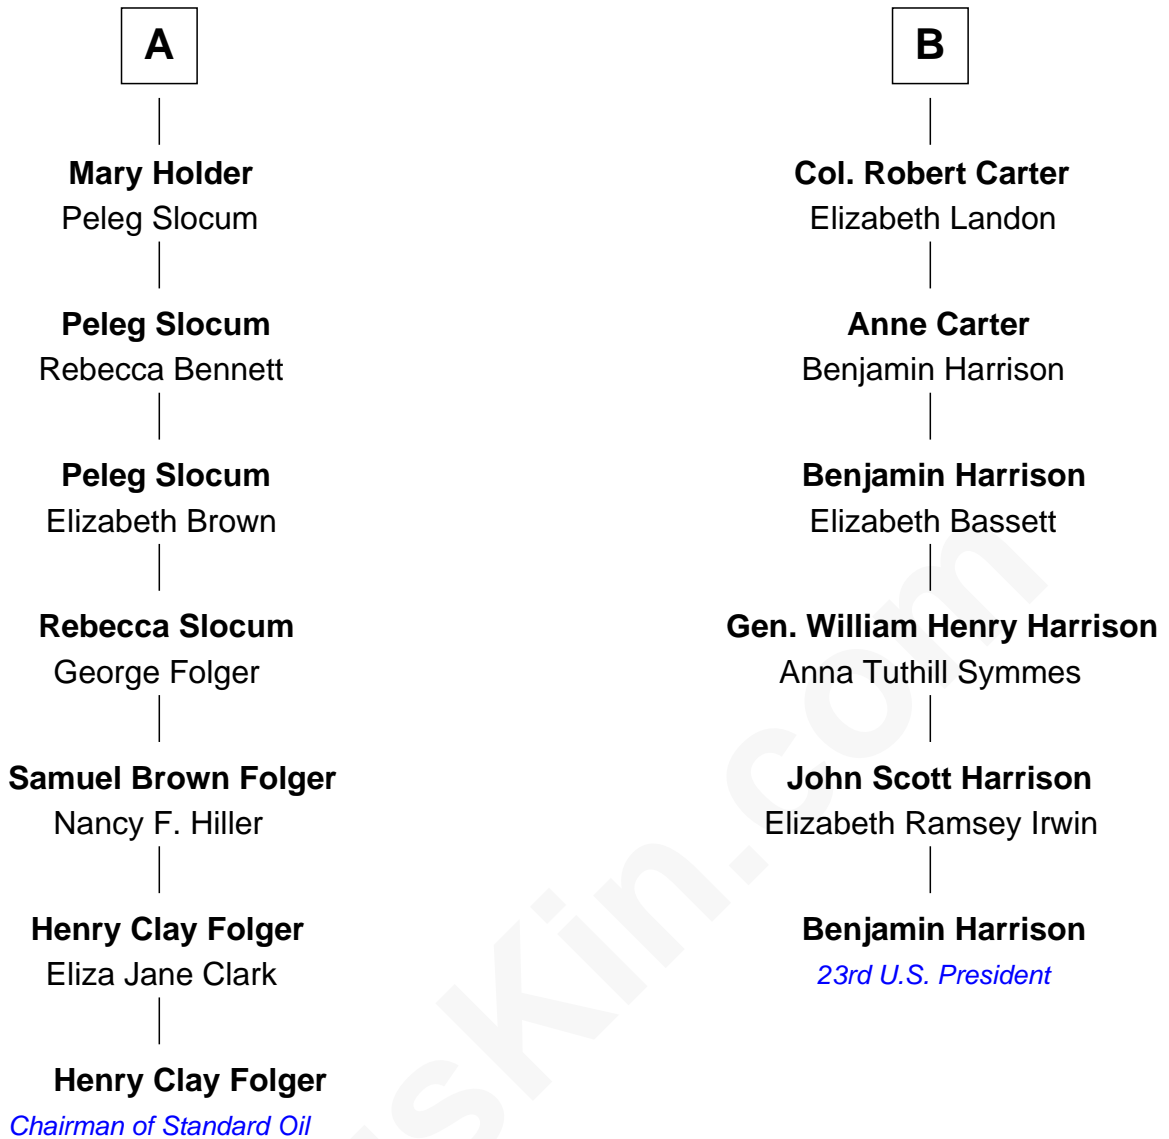 A
Mary Holder
Peleg Slocum
Peleg Slocum
Rebecca Bennett
Peleg Slocum
Elizabeth Brown
Rebecca Slocum
George Folger
Samuel Brown Folger
Nancy F. Hiller
Henry Clay Folger
Eliza Jane Clark
Henry Clay Folger
Chairman of Standard Oil
B
Col. Robert Carter
Elizabeth Landon
Anne Carter
Benjamin Harrison
Benjamin Harrison
Elizabeth Bassett
Gen. William Henry Harrison
Anna Tuthill Symmes
John Scott Harrison
Elizabeth Ramsey Irwin
Benjamin Harrison
23rd U.S. President